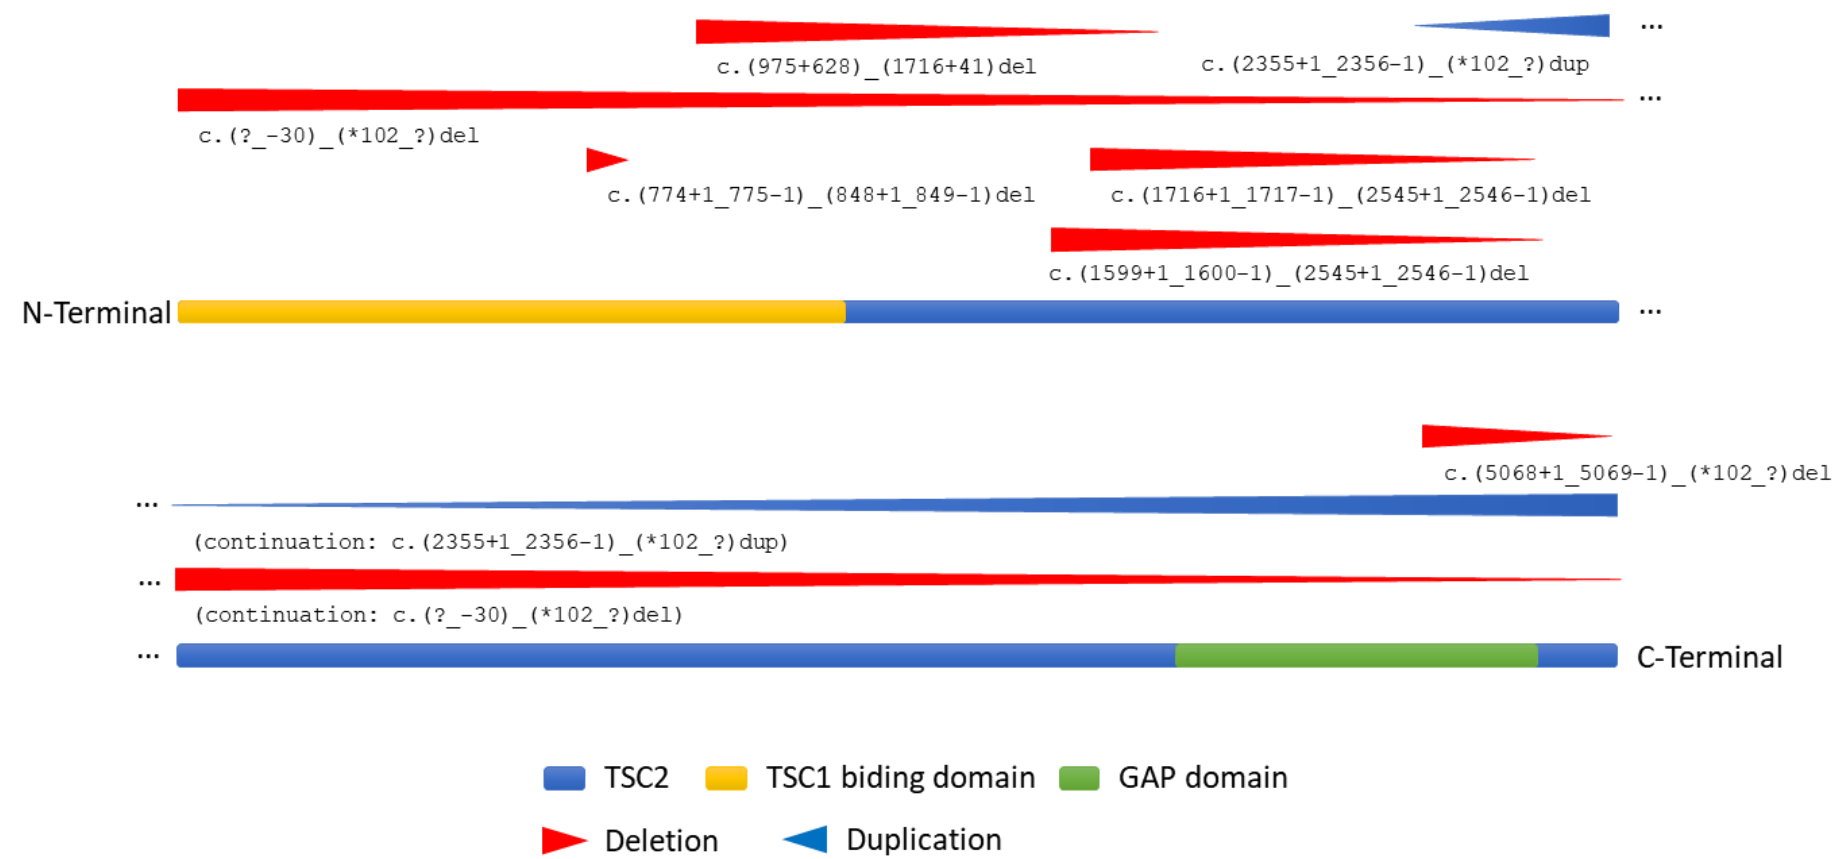 ...
c.(975+628)_(1716+41)del
c.(2355+1_2356-1)_(*102_?)dup
...
c.(?_-30)_(*102_?)del
c.(774+1_775-1)_(848+1_849-1)del
c.(1716+1_1717-1)_(2545+1_2546-1)del
c.(1599+1_1600-1)_(2545+1_2546-1)del
N-Terminal
...
c.(5068+1_5069-1)_(*102_?)del
...
(continuation: c.(2355+1_2356-1)_(*102_?)dup)
...
(continuation: c.(?_-30)_(*102_?)del)
...
C-Terminal
TSC2
TSC1 biding domain
GAP domain
Deletion
Duplication